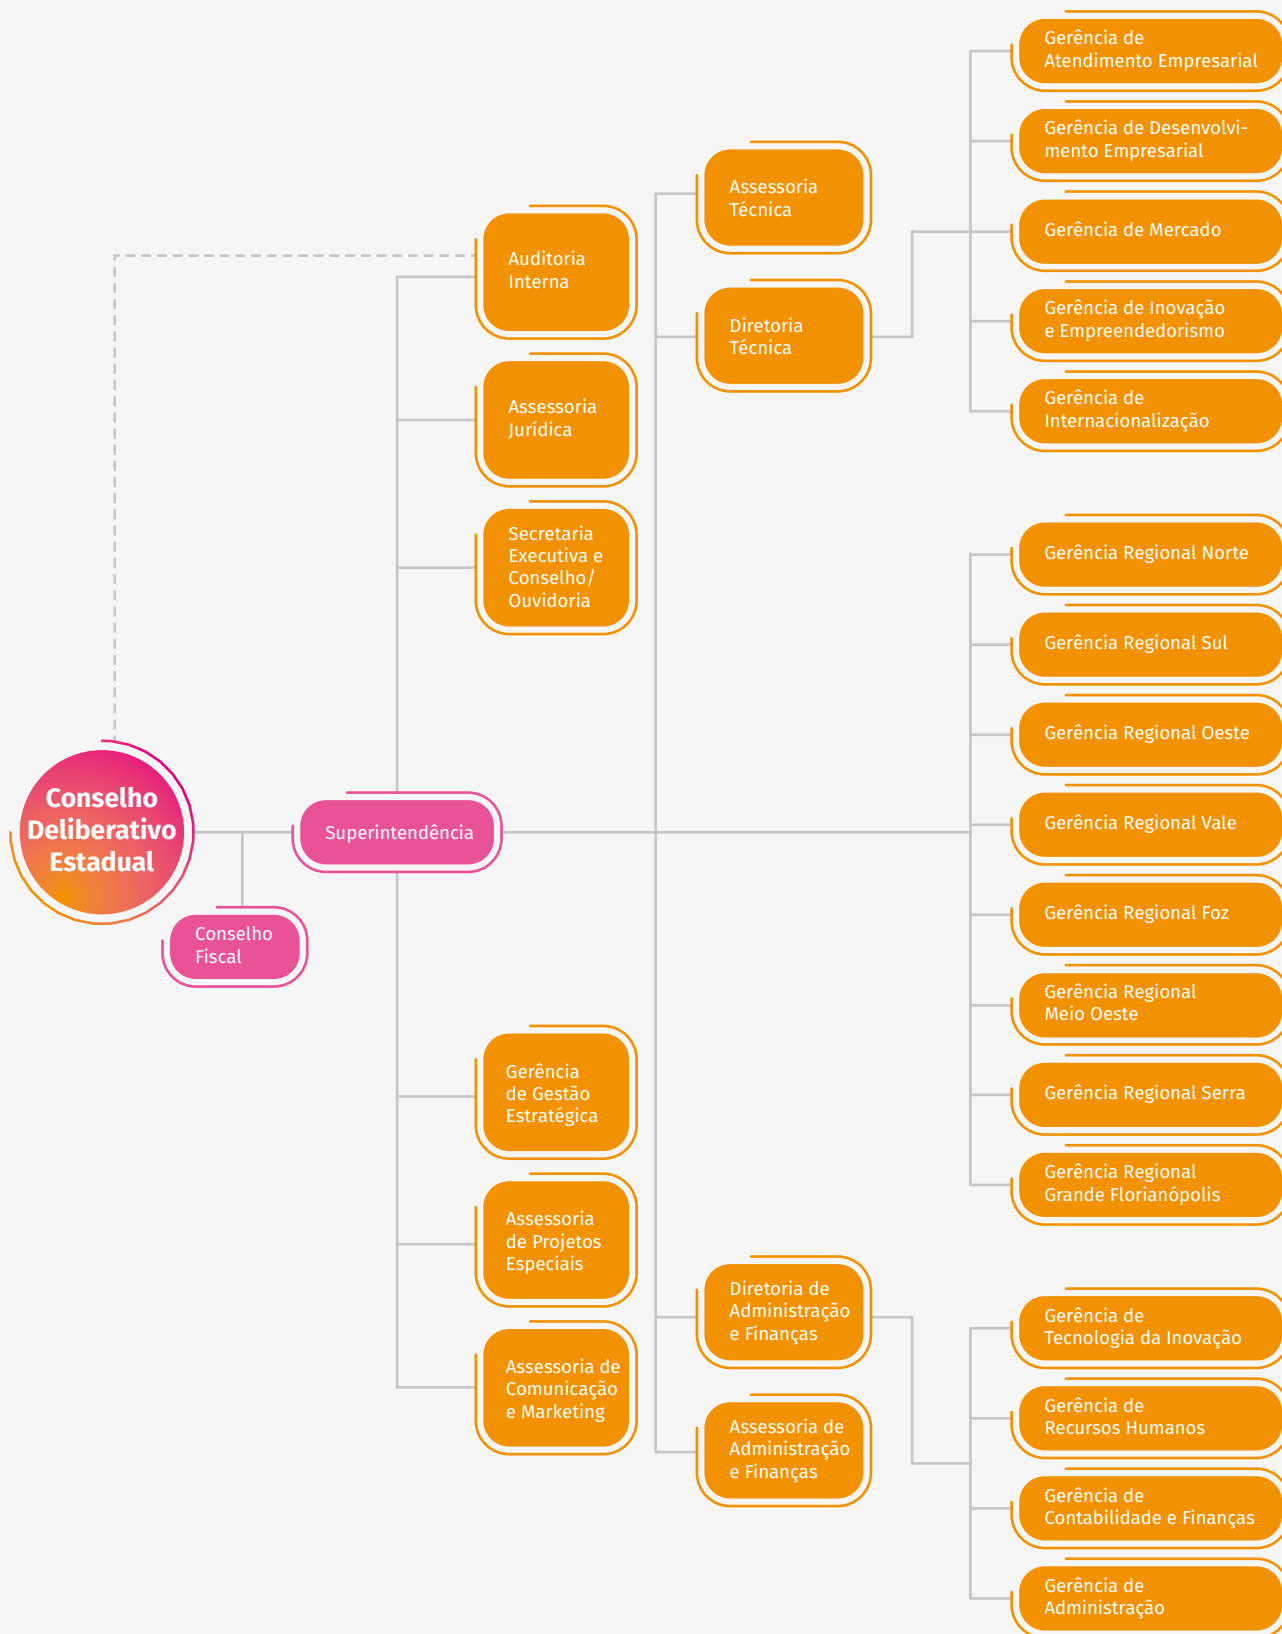 Conselho
Deliberativo
Estadual
Conselho
Fiscal
Superintendência
Auditoria
Interna
Assessoria
Jurídica
Secretaria
Executiva e
Conselho/
Ouvidoria
Gerência
de Gestão
Estratégica
Assessoria
de Projetos
Especiais
Assessoria de
Comunicação
e Marketing
Assessoria
Técnica
Diretoria
Técnica
Diretoria de
Administração
e Finanças
Assessoria de
Administração
e Finanças
Gerência de
Atendimento Empresarial
Gerência de Desenvolvi-
mento Empresarial
Gerência de Mercado
Gerência de Inovação
e Empreendedorismo
Gerência de
Internacionalização
Gerência Regional Norte
Gerência Regional Sul
Gerência Regional Oeste
Gerência Regional Vale
Gerência Regional Foz
Gerência Regional
Meio Oeste
Gerência Regional Serra
Gerência Regional
Grande Florianópolis
Gerência de
Tecnologia da Inovação
Gerência de
Recursos Humanos
Gerência de
Contabilidade e Finanças
Gerência de
Administração